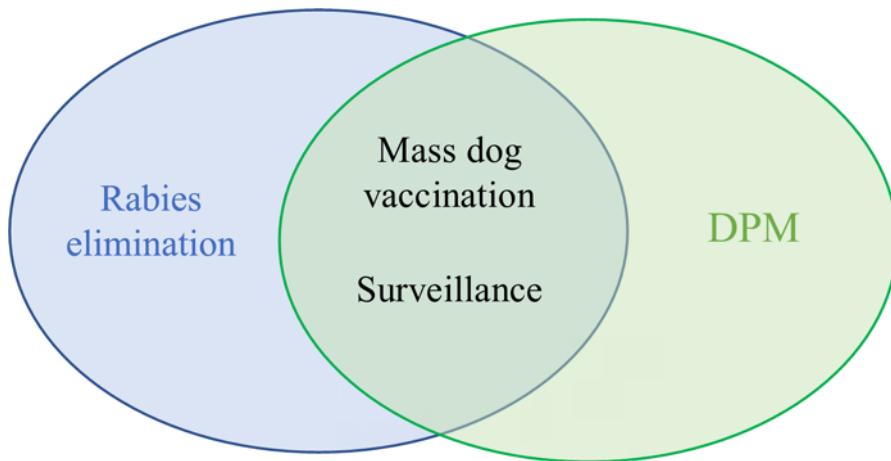 Rabies
elimination
Mass dog
vaccination
Surveillance
DPM